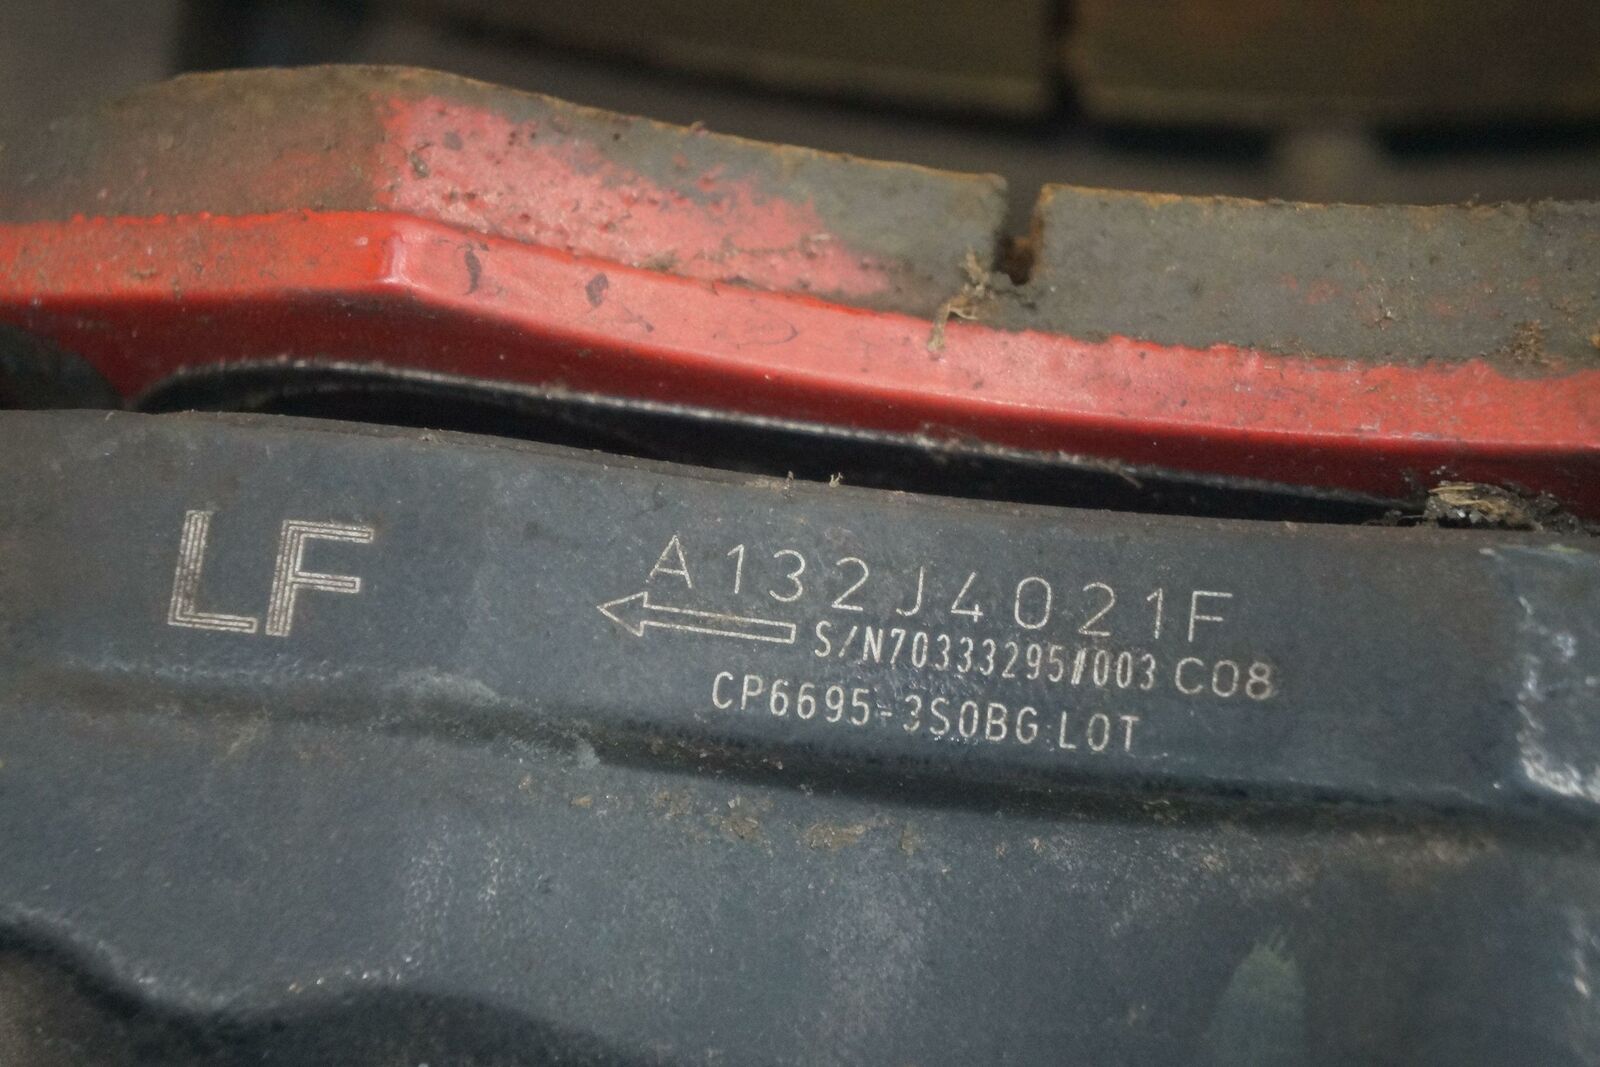 LF
A132J4021F
S/N70333295//003 C08
CP6695-3S0BG LOT